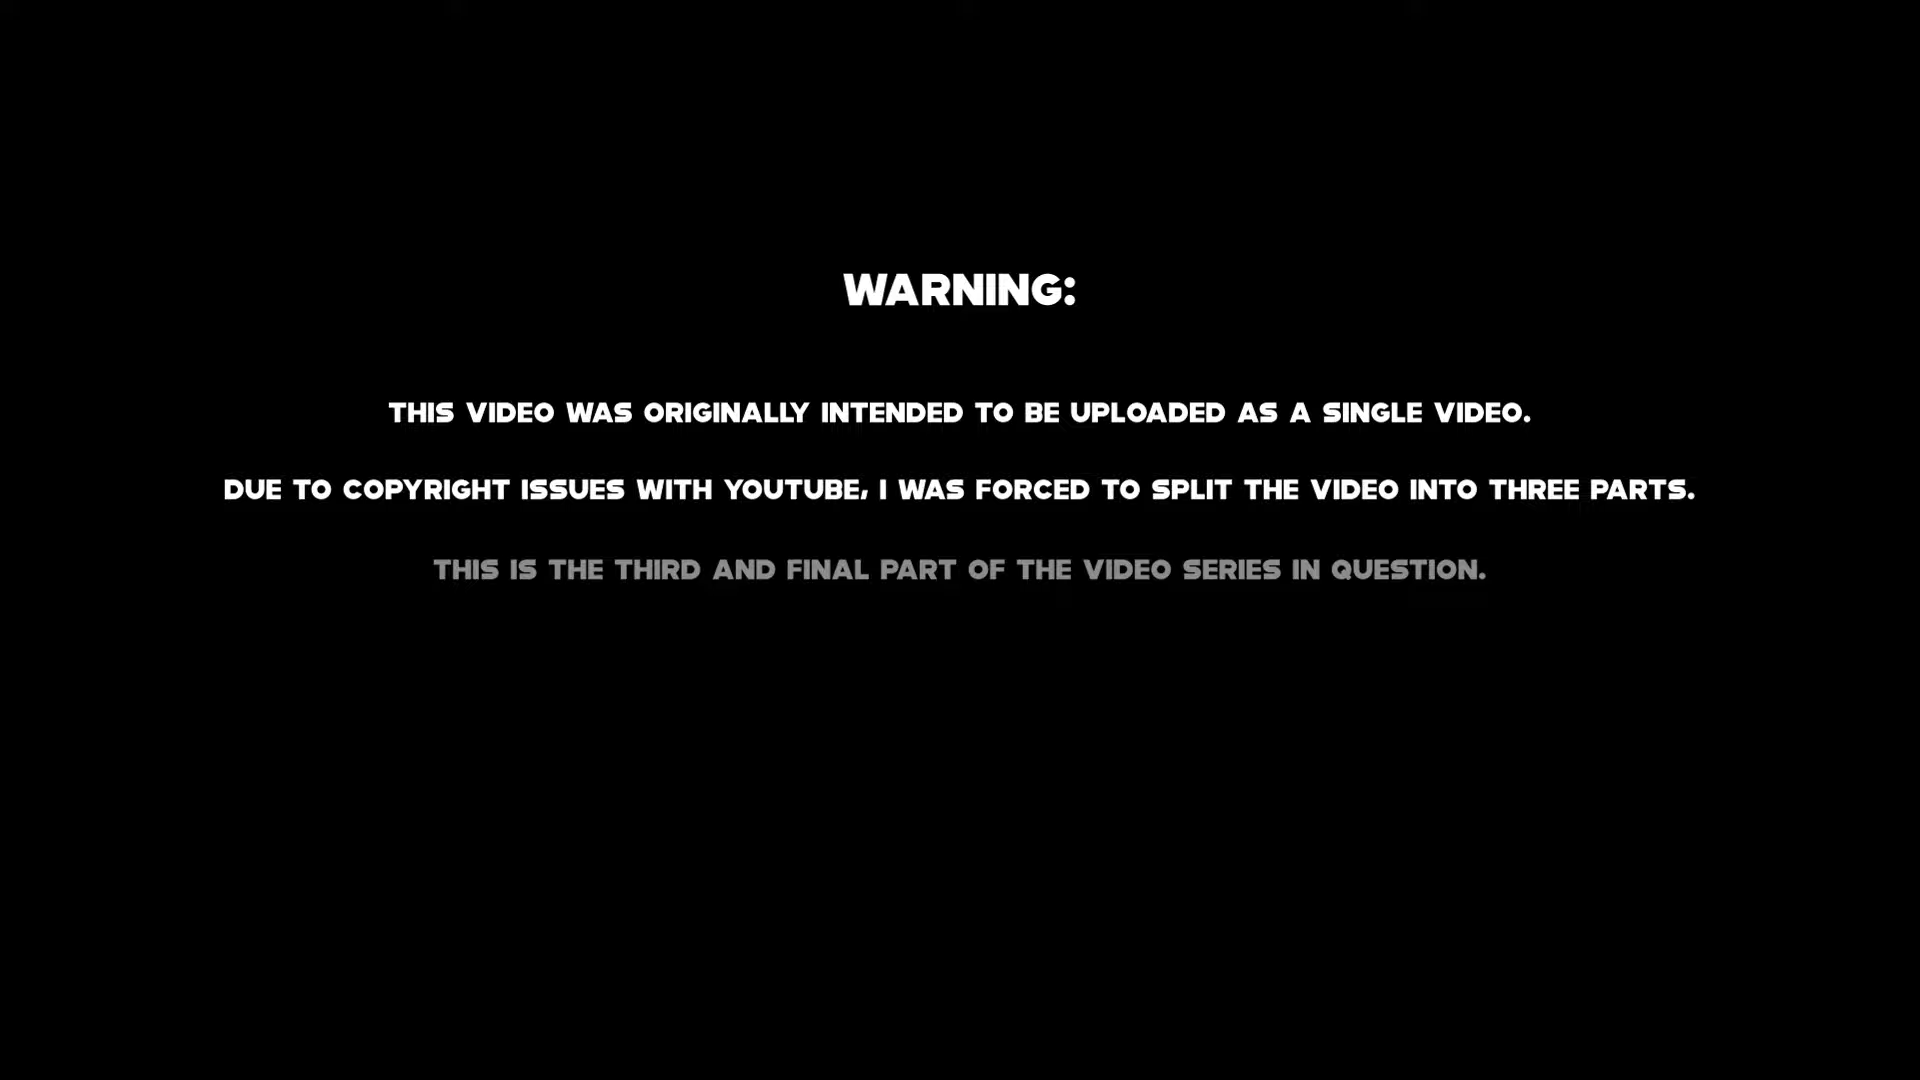 WARNING:
THIS VIDEO WAS ORIGINALLY INTENDED TO BE UPLOADED AS A SINGLE VIDEO.
DUE TO COPYRIGHT ISSUES WITH YOUTUBE, I WAS FORCED TO SPLIT THE VIDEO INTO THREE PARTS.
THIS IS THE THIRD AND FINAL PART OF THE VIDEO SERIES IN QUESTION.